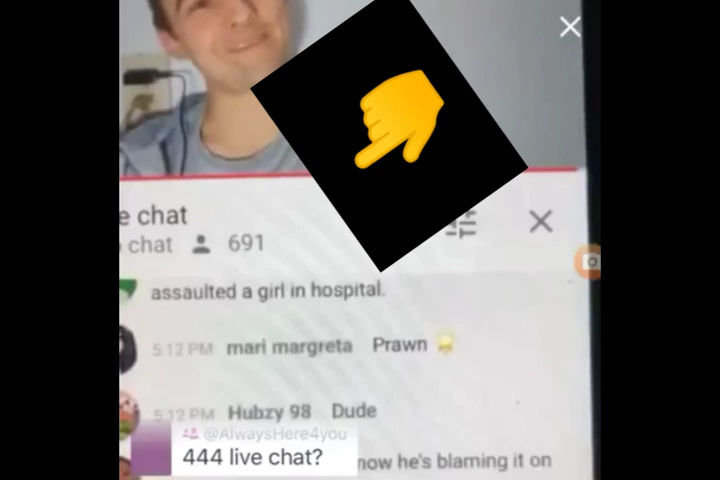 e chat
chat 691
assaulted a girl in hospital.
5:12 PM mari margreta Prawn
5:12 PM Hubzy 98 Dude
@AlwaysHere4you
444 live chat?
now he's blaming it on